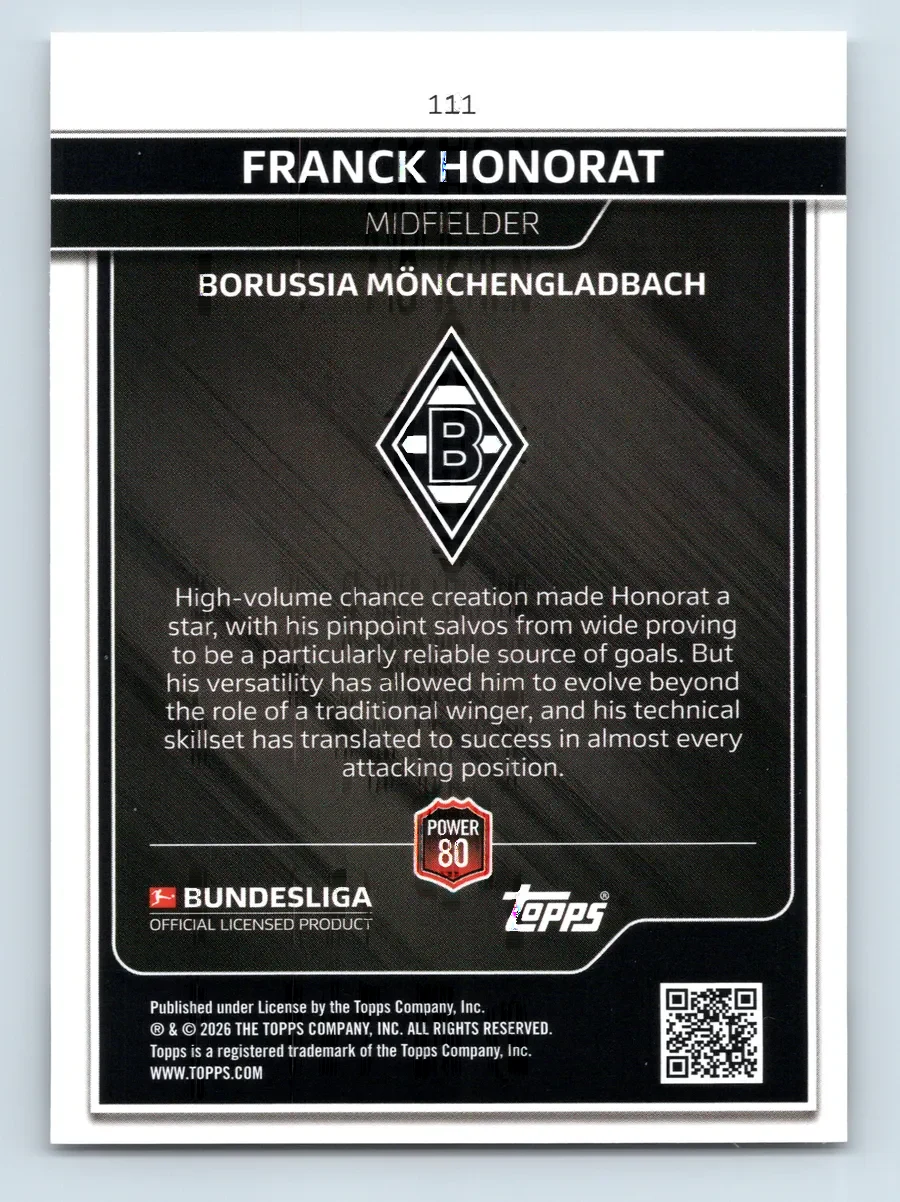 111
FRANCK HONORAT
MIDFIELDER
BORUSSIA MÖNCHENGLADBACH
B
High-volume chance creation made Honorat a
star, with his pinpoint salvos from wide proving
to be a particularly reliable source of goals. But
his versatility has allowed him to evolve beyond
the role of a traditional winger, and his technical
skillset has translated to success in almost every
attacking position.
POWER
80
BUNDESLIGA
OFFICIAL LICENSED PRODUCT
topps®
Published under License by the Topps Company, Inc.
® & © 2026 THE TOPPS COMPANY, INC. ALL RIGHTS RESERVED.
Topps is a registered trademark of the Topps Company, Inc.
WWW.TOPPS.COM